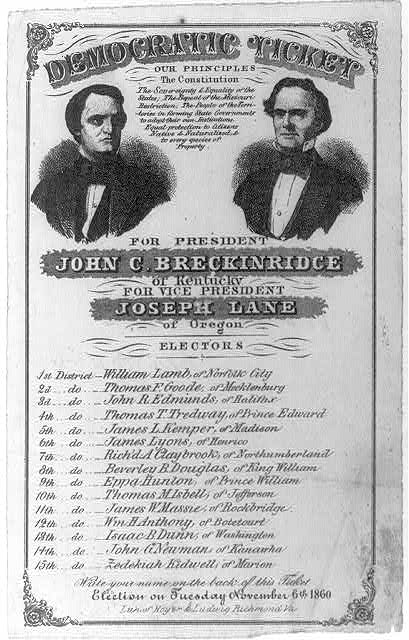 DEMOCRATIC TICKET
OUR PRINCIPLES
The Constitution
The Sovereignty & Equality of the
States; The Repeal of the Missouri
Restriction; The People of the Terri-
tories in forming State Governments
to adopt their own Institutions.
Equal protection to Citizens
Native & Naturalized, &
to every species of
Property.
FOR PRESIDENT
JOHN C. BRECKINRIDGE
of Kentucky
FOR VICE PRESIDENT
JOSEPH LANE
of Oregon
ELECTORS
1st District — William Lamb, of Norfolk City
2d ... do ... Thomas F. Goode, of Mecklenburg
3d ... do ... John R. Edmunds, of Halifax
4th ... do ... Thomas T. Tredway, of Prince Edward
5th ... do ... James L. Kemper, of Madison
6th ... do ... James Lyons, of Henrico
7th ... do ... Rich'd A. Claybrook, of Northumberland
8th ... do ... Beverley B. Douglas, of King William
9th ... do ... Eppa Hunton, of Prince William
10th ... do ... Thomas M. Isbell, of Jefferson
11th ... do ... James W. Massie, of Rockbridge
12th ... do ... Wm H. Anthony, of Botetourt
13th ... do ... Isaac B. Dunn, of Washington
14th ... do ... John G. Newman, of Kanawha
15th ... do ... Zedekiah Kidwell, of Marion
Write your name on the back of this Ticket
Election on Tuesday November 6th 1860
Lith. of Hoyer & Ludwig Richmond Va